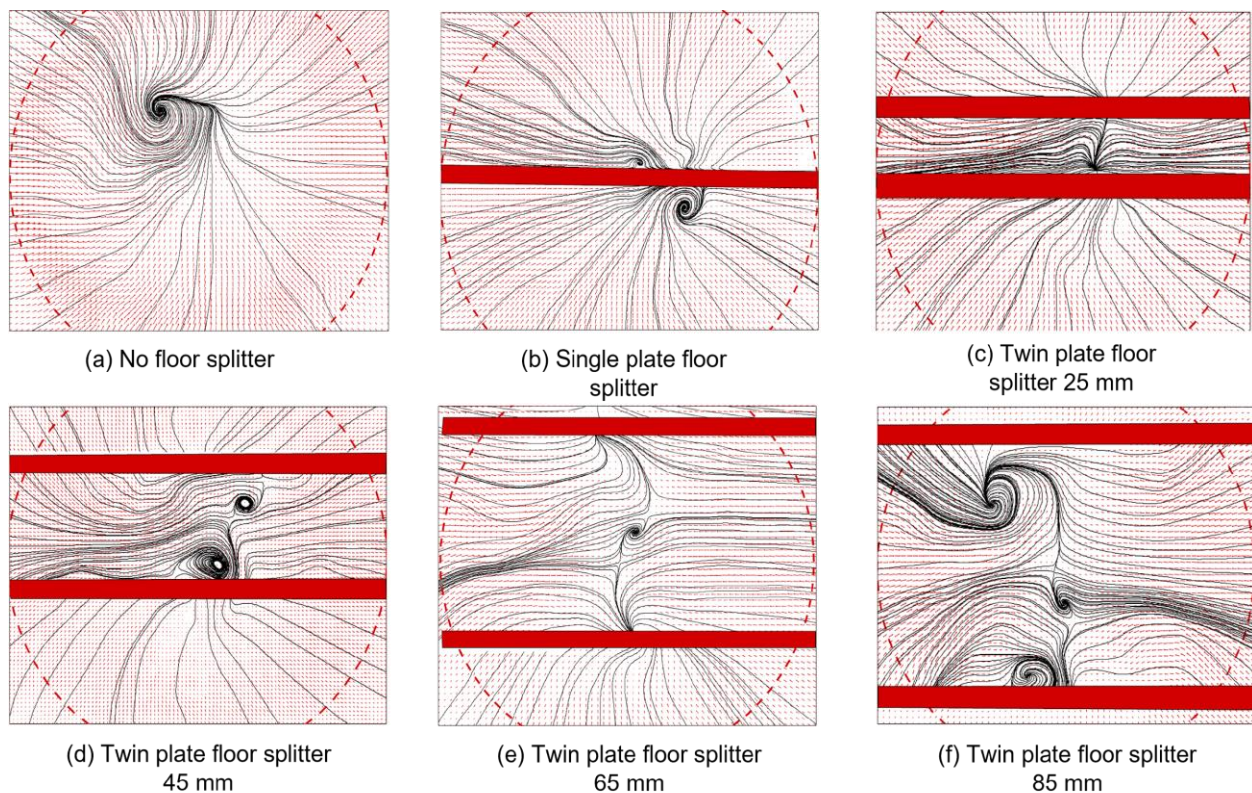 (a) No floor splitter
(b) Single plate floor
splitter
(c) Twin plate floor
splitter 25 mm
(d) Twin plate floor splitter
45 mm
(e) Twin plate floor splitter
65 mm
(f) Twin plate floor splitter
85 mm